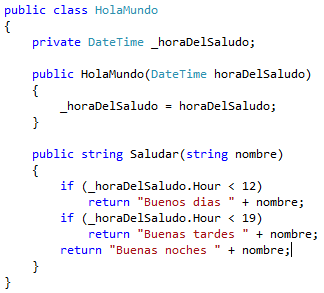 public class HolaMundo
{
    private DateTime _horaDelSaludo;

    public HolaMundo(DateTime horaDelSaludo)
    {
        _horaDelSaludo = horaDelSaludo;
    }

    public string Saludar(string nombre)
    {
        if (_horaDelSaludo.Hour < 12)
            return "Buenos dias " + nombre;
        if (_horaDelSaludo.Hour < 19)
            return "Buenas tardes " + nombre;
        return "Buenas noches " + nombre;
    }
}